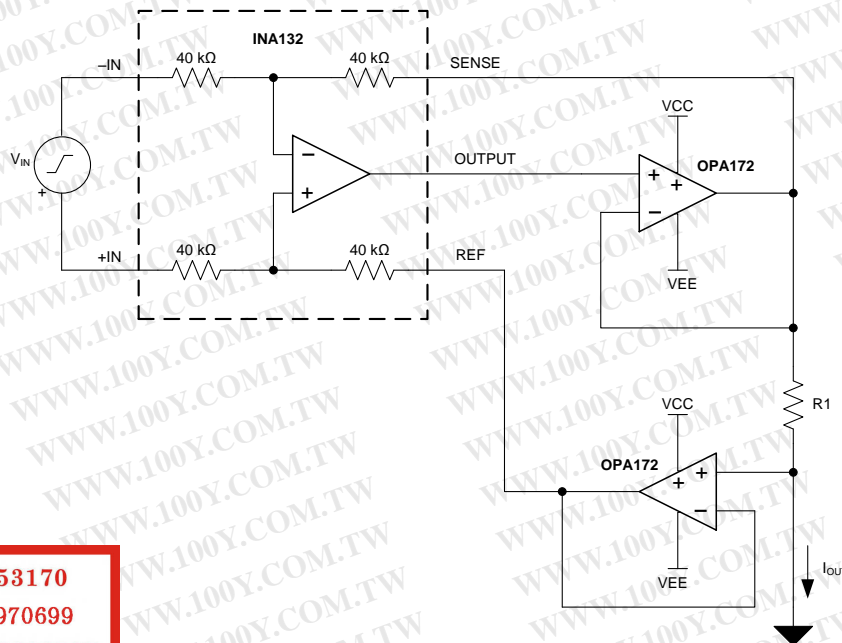 INA132
40 kΩ
40 kΩ
–IN
SENSE
VCC
VIN
OUTPUT
OPA172
+
–
+
+
+
–
40 kΩ
40 kΩ
+IN
REF
VEE
R1
VCC
OPA172
+
+
–
VEE
IOUT
53170
970699
WWW.100Y.COM.TW